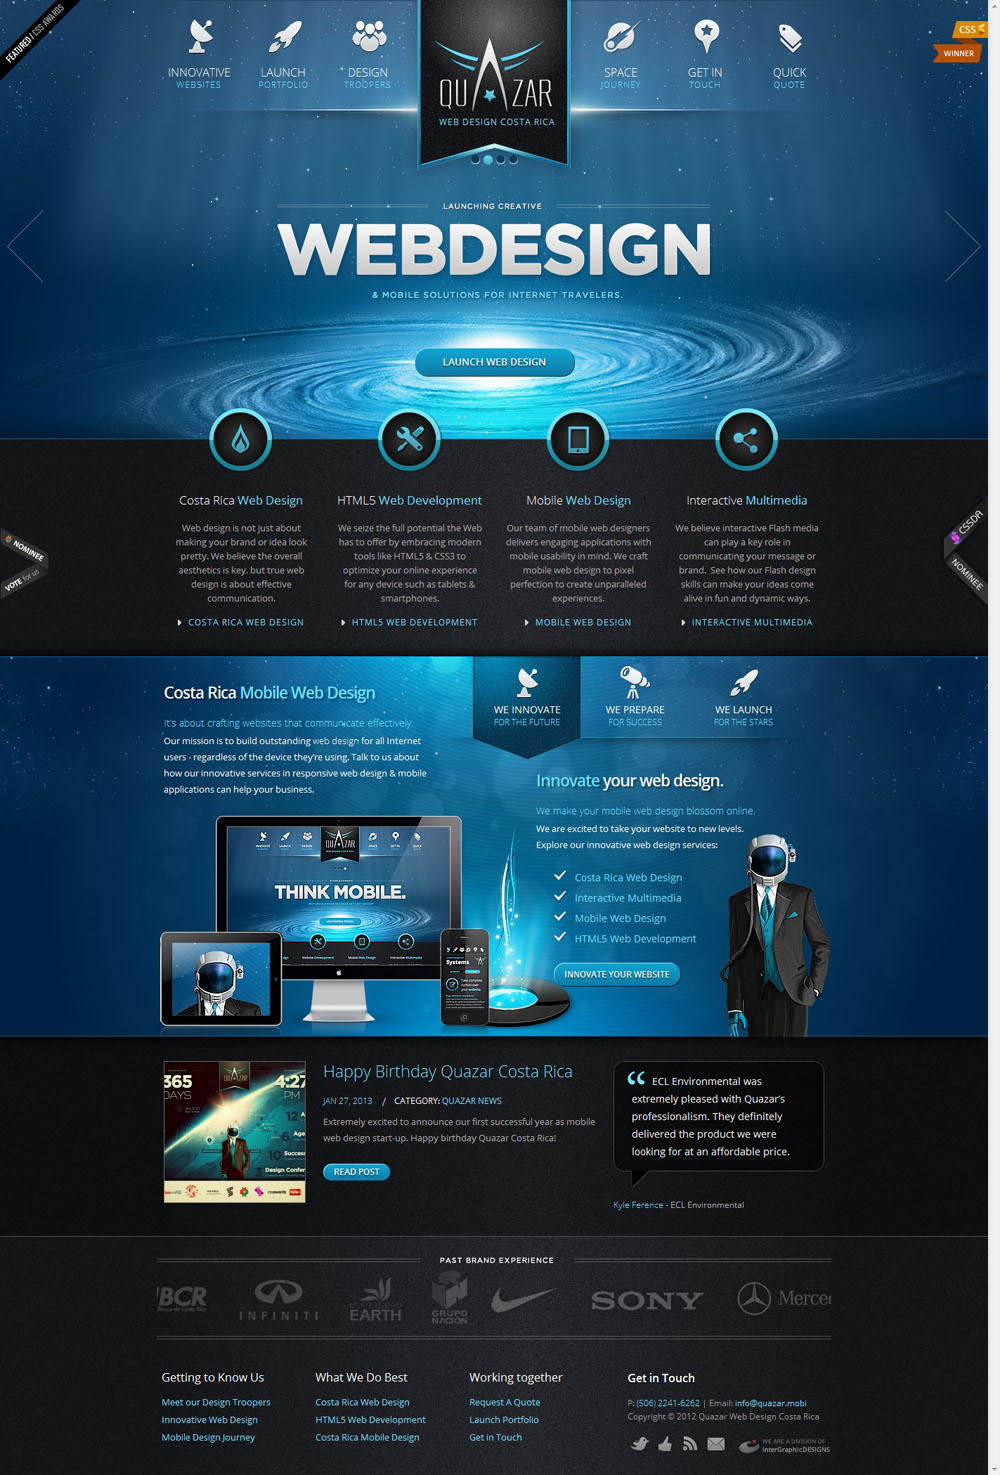 FEATURED / CSS AWARDS
CSS
WINNER
INNOVATIVE
WEBSITES
LAUNCH
PORTFOLIO
DESIGN
TROOPERS
QUAZAR
WEB DESIGN COSTA RICA
SPACE
JOURNEY
GET IN
TOUCH
QUICK
QUOTE
LAUNCHING CREATIVE
WEBDESIGN
& MOBILE SOLUTIONS FOR INTERNET TRAVELERS.
LAUNCH WEB DESIGN
NOMINEE
VOTE for us
CSSDA
NOMINEE
Costa Rica Web Design
Web design is not just about
making your brand or idea look
pretty. We believe the overall
aesthetics is key, but true web
design is about effective
communication.
COSTA RICA WEB DESIGN
HTML5 Web Development
We seize the full potential the Web
has to offer by embracing modern
tools like HTML5 & CSS3 to
optimize your online experience
for any device such as tablets &
smartphones.
HTML5 WEB DEVELOPMENT
Mobile Web Design
Our team of mobile web designers
delivers engaging applications with
mobile usability in mind. We craft
mobile web design to pixel
perfection to create unparalleled
experiences.
MOBILE WEB DESIGN
Interactive Multimedia
We believe interactive Flash media
can play a key role in
communicating your message or
brand. See how our Flash design
skills can make your ideas come
alive in fun and dynamic ways.
INTERACTIVE MULTIMEDIA
Costa Rica Mobile Web Design
It's about crafting websites that communicate effectively.
Our mission is to build outstanding web design for all Internet
users - regardless of the device they're using. Talk to us about
how our innovative services in responsive web design & mobile
applications can help your business.
WE INNOVATE
FOR THE FUTURE
WE PREPARE
FOR SUCCESS
WE LAUNCH
FOR THE STARS
Innovate your web design.
We make your mobile web design blossom online.
We are excited to take your website to new levels.
Explore our innovative web design services:
Costa Rica Web Design
Interactive Multimedia
Mobile Web Design
HTML5 Web Development
INNOVATE YOUR WEBSITE
QUAZAR
THINK MOBILE.
Systems
365
DAYS
4:27
PM
Happy Birthday Quazar Costa Rica
JAN 27, 2013 / CATEGORY: QUAZAR NEWS
Extremely excited to announce our first successful year as mobile
web design start-up. Happy birthday Quazar Costa Rica!
READ POST
“ ECL Environmental was
extremely pleased with Quazar's
professionalism. They definitely
delivered the product we were
looking for at an affordable price.
Kyle Ference - ECL Environmental
PAST BRAND EXPERIENCE
BCR
INFINITI
EARTH
GRUPO
NACIÓN
SONY
Merce
Getting to Know Us
Meet our Design Troopers
Innovative Web Design
Mobile Design Journey
What We Do Best
Costa Rica Web Design
HTML5 Web Development
Costa Rica Mobile Design
Working together
Request A Quote
Launch Portfolio
Get in Touch
Get in Touch
P: (506) 2241-6262 | Email: info@quazar.mobi
Copyright © 2012 Quazar Web Design Costa Rica
WE ARE A DIVISION OF
InterGraphicDESIGNS